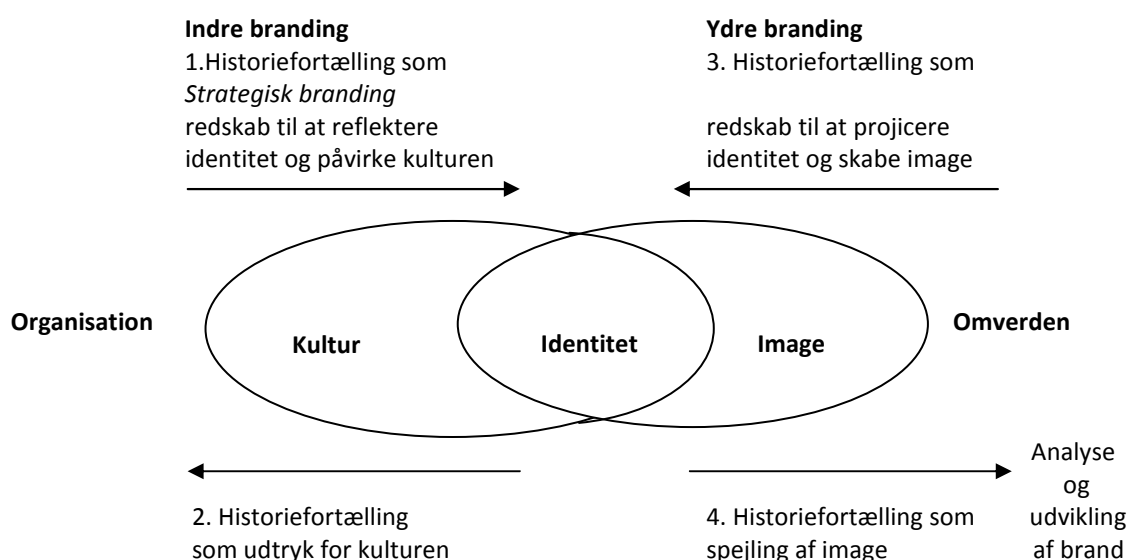 Indre branding
1.Historiefortælling som
Strategisk branding
redskab til at reflektere
identitet og påvirke kulturen
Ydre branding
3. Historiefortælling som
redskab til at projicere
identitet og skabe image
Organisation
Kultur
Identitet
Image
Omverden
2. Historiefortælling
som udtryk for kulturen
4. Historiefortælling som
spejling af image
Analyse
og
udvikling
af brand